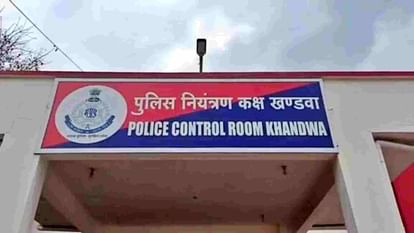 पुलिस नियंत्रण कक्ष खण्डवा
POLICE CONTROL ROOM KHANDWA